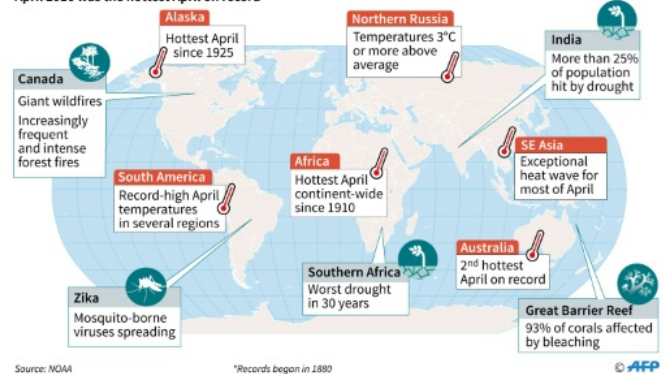 Alaska
Hottest April
since 1925
Northern Russia
Temperatures 3°C
or more above
average
India
More than 25%
of population
hit by drought
Canada
Giant wildfires
Increasingly
frequent
and intense
forest fires
SE Asia
Exceptional
heat wave for
most of April
Africa
Hottest April
continent-wide
since 1910
South America
Record-high April
temperatures
in several regions
Australia
2nd hottest
April on record
Southern Africa
Worst drought
in 30 years
Zika
Mosquito-borne
viruses spreading
Great Barrier Reef
93% of corals affected
by bleaching
Source: NOAA
*Records began in 1880
© AFP